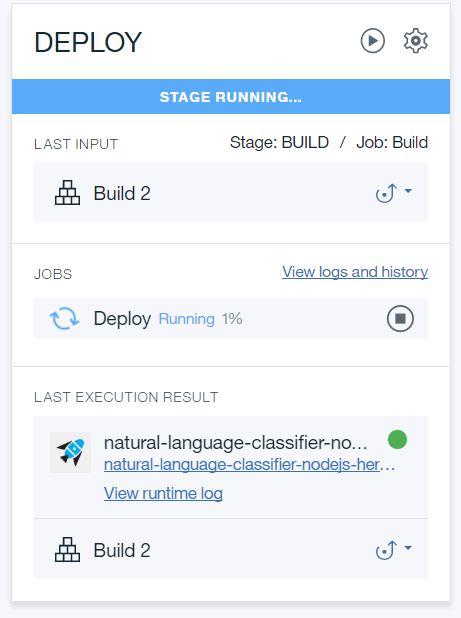 DEPLOY
STAGE RUNNING...
LAST INPUT Stage: BUILD / Job: Build
Build 2
JOBS View logs and history
Deploy Running 1%
LAST EXECUTION RESULT
natural-language-classifier-no...
natural-language-classifier-nodejs-her...
View runtime log
Build 2